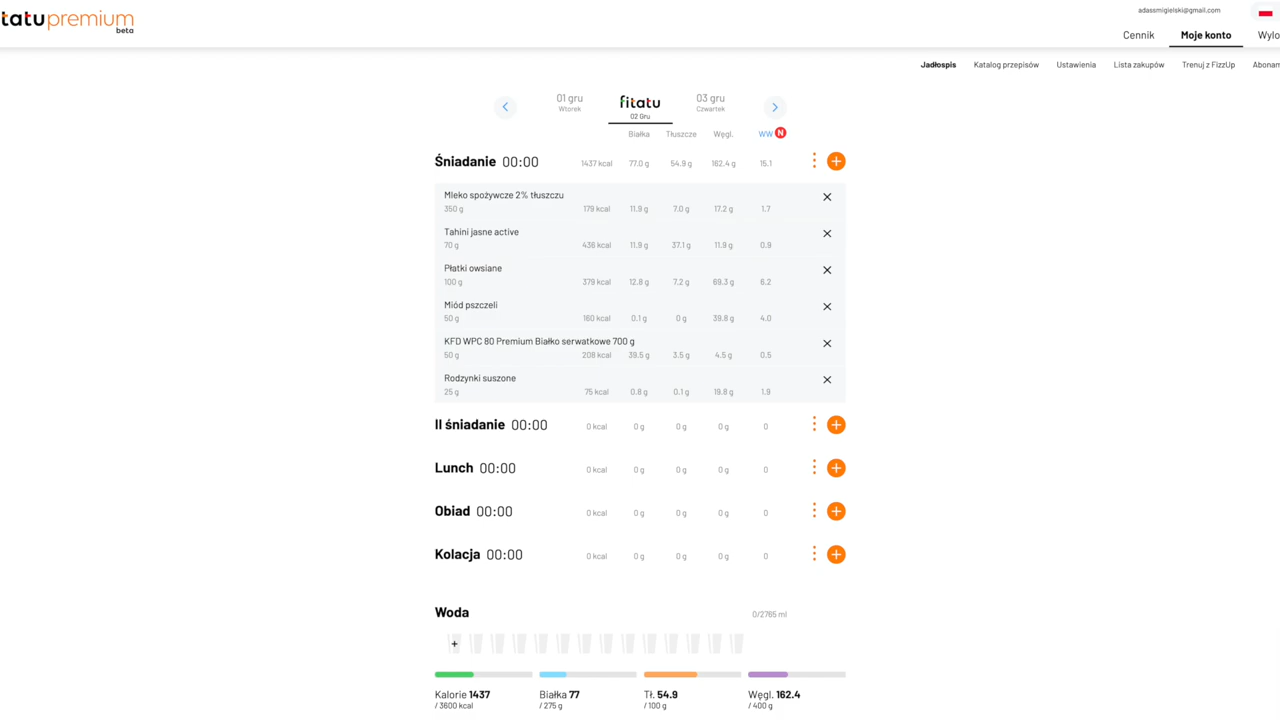 tatupremium
beta
adassmigielski@gmail.com
Cennik Moje konto Wylo
Jadłospis Katalog przepisów Ustawienia Lista zakupów Trenuj z FizzUp Abonam
01 gru fitatu 03 gru
Wtorek 02 Gru Czwartek
Białka Tłuszcze Węgl. WW N
Śniadanie 00:00 1437 kcal 77.0 g 54.9 g 162.4 g 15.1
Mleko spożywcze 2% tłuszczu
350 g 179 kcal 11.9 g 7.0 g 17.2 g 1.7
Tahini jasne active
70 g 436 kcal 11.9 g 37.1 g 11.9 g 0.9
Płatki owsiane
100 g 379 kcal 12.8 g 7.2 g 69.3 g 6.2
Miód pszczeli
50 g 160 kcal 0.1 g 0 g 39.8 g 4.0
KFD WPC 80 Premium Białko serwatkowe 700 g
50 g 208 kcal 39.5 g 3.5 g 4.5 g 0.5
Rodzynki suszone
25 g 75 kcal 0.8 g 0.1 g 19.8 g 1.9
II śniadanie 00:00 0 kcal 0 g 0 g 0 g 0
Lunch 00:00 0 kcal 0 g 0 g 0 g 0
Obiad 00:00 0 kcal 0 g 0 g 0 g 0
Kolacja 00:00 0 kcal 0 g 0 g 0 g 0
Woda 0/2765 ml
Kalorie 1437 Białka 77 Tł. 54.9 Węgl. 162.4
/ 3600 kcal / 275 g / 100 g / 400 g